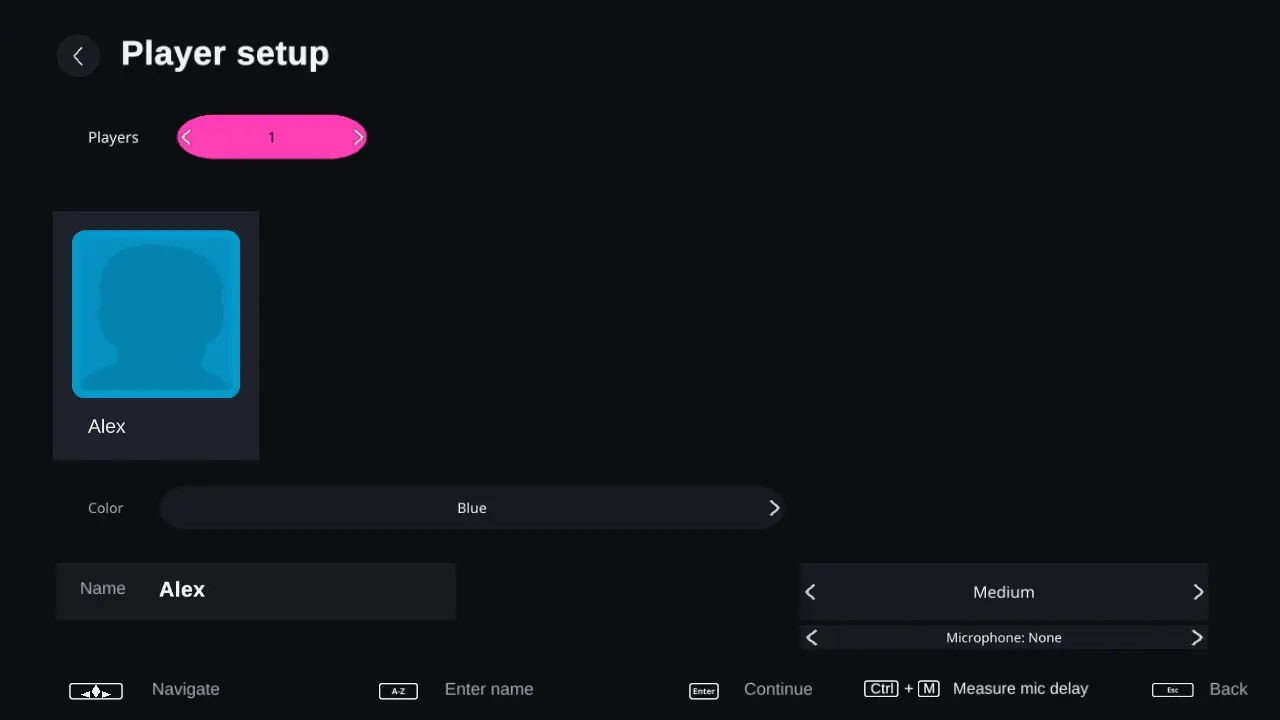 Player setup
Players 1
Alex
Color Blue
Name Alex
Medium
Microphone: None
Navigate A-Z Enter name Enter Continue Ctrl + M Measure mic delay Esc Back